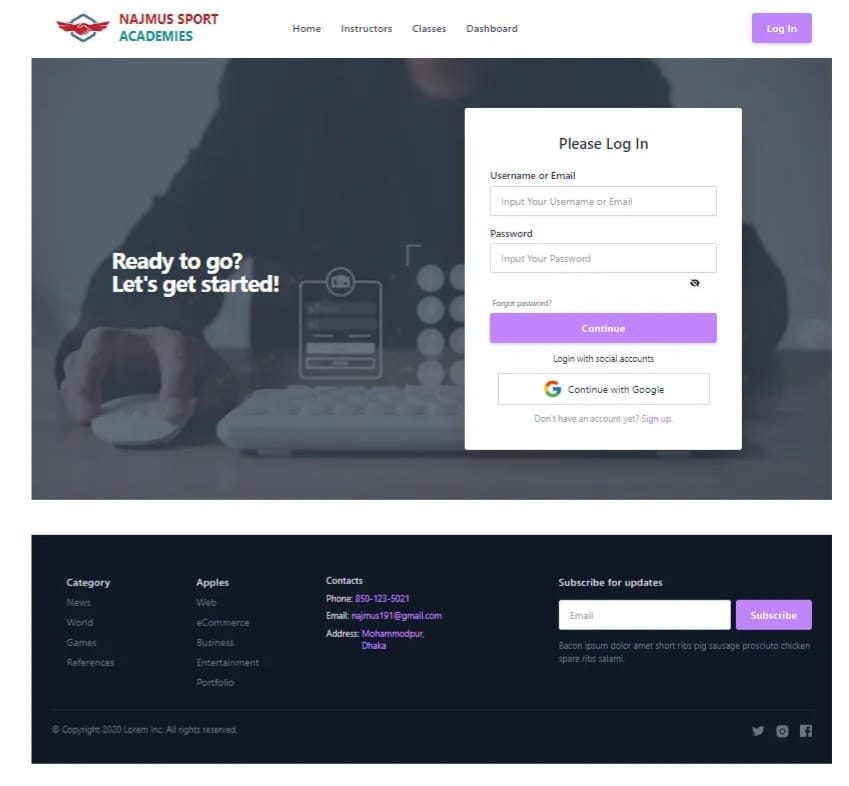 NAJMUS SPORT
ACADEMIES
Home
Instructors
Classes
Dashboard
Log In
Ready to go?
Let's get started!
Please Log In
Username or Email
Input Your Username or Email
Password
Input Your Password
Forgot password?
Continue
Login with social accounts
Continue with Google
Don't have an account yet? Sign up.
Category
News
World
Games
References
Apples
Web
eCommerce
Business
Entertainment
Portfolio
Contacts
Phone: 850-123-5021
Email: najmus191@gmail.com
Address: Mohammodpur,
Dhaka
Subscribe for updates
Email
Subscribe
Bacon ipsum dolor amet short ribs pig sausage prosciuto chicken
spare ribs salami.
© Copyright 2020 Lorem Inc. All rights reserved.